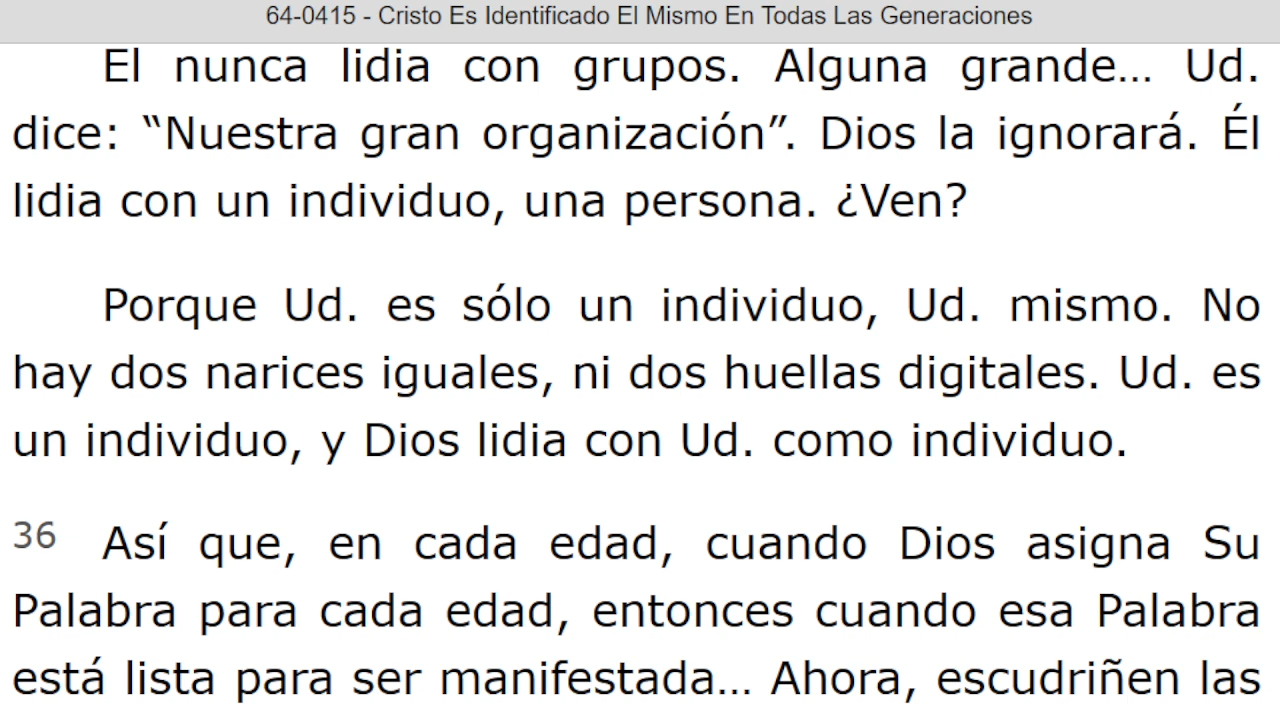 64-0415 - Cristo Es Identificado El Mismo En Todas Las Generaciones
El nunca lidia con grupos. Alguna grande… Ud.
dice: “Nuestra gran organización”. Dios la ignorará. Él
lidia con un individuo, una persona. ¿Ven?
Porque Ud. es sólo un individuo, Ud. mismo. No
hay dos narices iguales, ni dos huellas digitales. Ud. es
un individuo, y Dios lidia con Ud. como individuo.
36 Así que, en cada edad, cuando Dios asigna Su
Palabra para cada edad, entonces cuando esa Palabra
está lista para ser manifestada… Ahora, escudriñen las